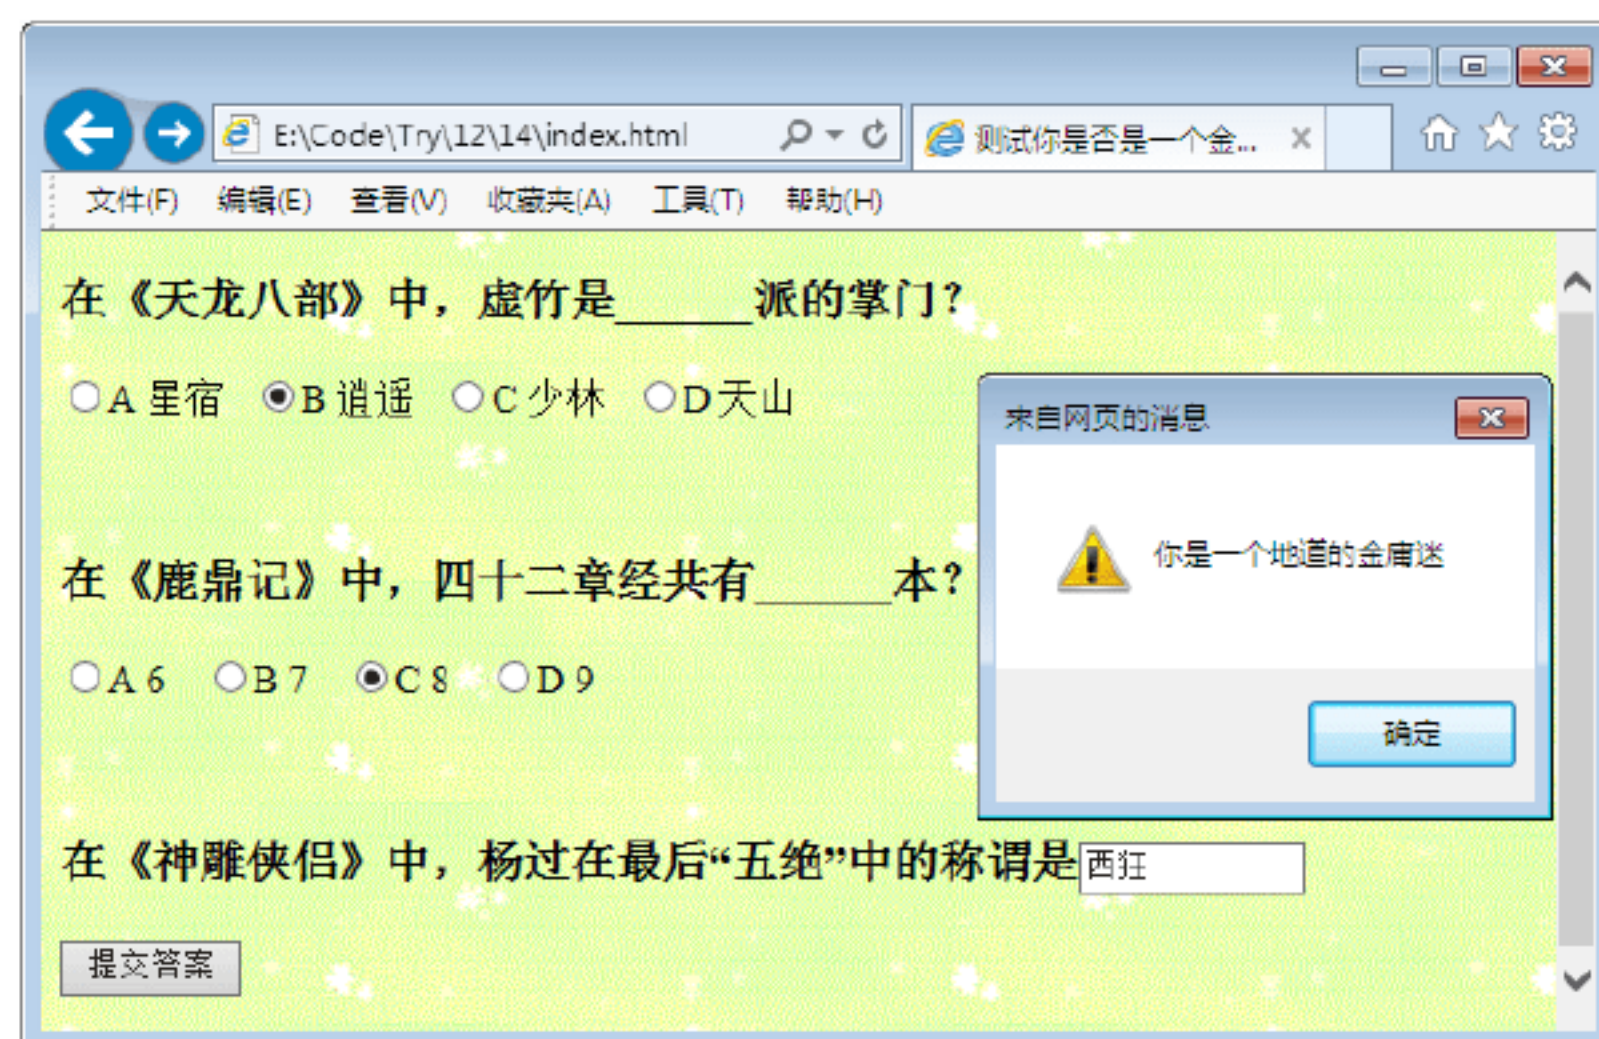 E:\Code\Try\12\14\index.html
测试你是否是一个金...
文件(F) 编辑(E) 查看(V) 收藏夹(A) 工具(T) 帮助(H)
在《天龙八部》中，虚竹是______派的掌门？
A 星宿 B 逍遥 C 少林 D 天山
来自网页的消息
你是一个地道的金庸迷
确定
在《鹿鼎记》中，四十二章经共有______本？
A 6 B 7 C 8 D 9
在《神雕侠侣》中，杨过在最后“五绝”中的称谓是 西狂
提交答案